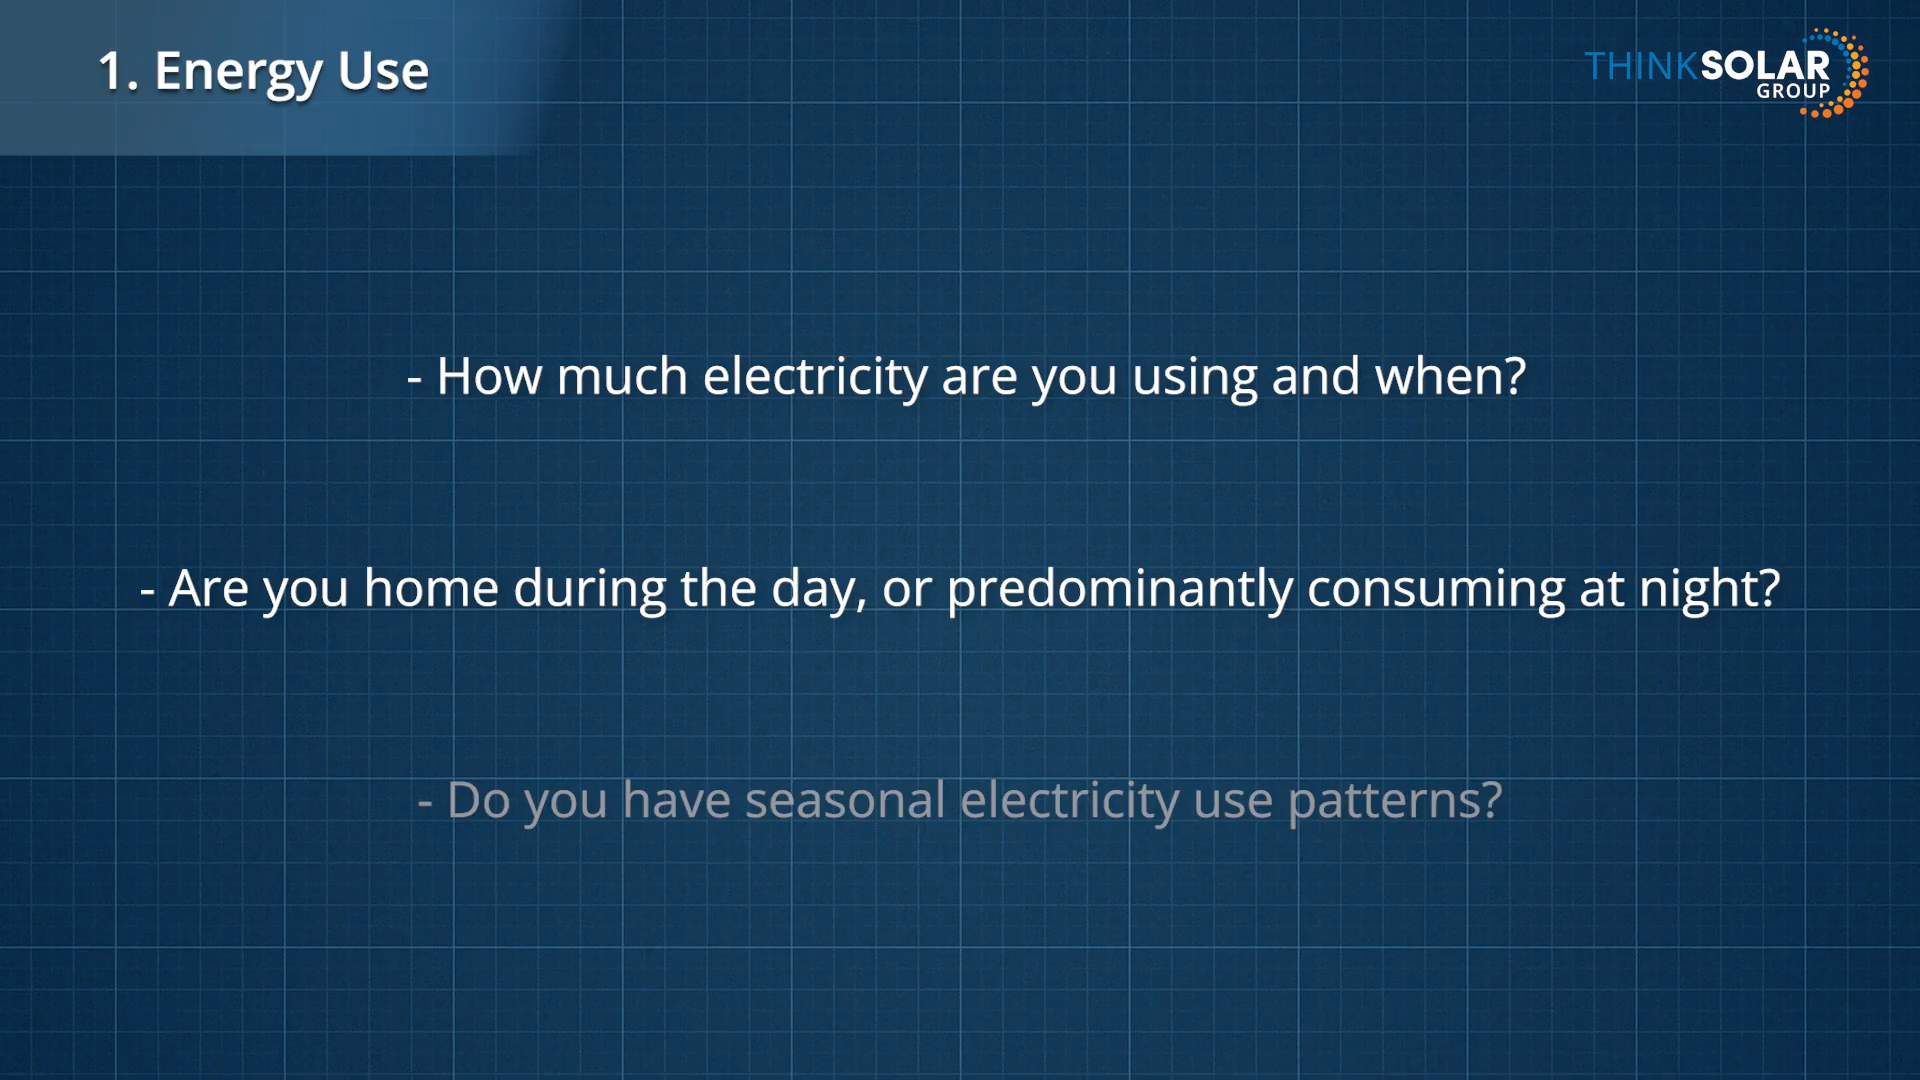 1. Energy Use
THINKSOLAR
GROUP
- How much electricity are you using and when?
- Are you home during the day, or predominantly consuming at night?
- Do you have seasonal electricity use patterns?